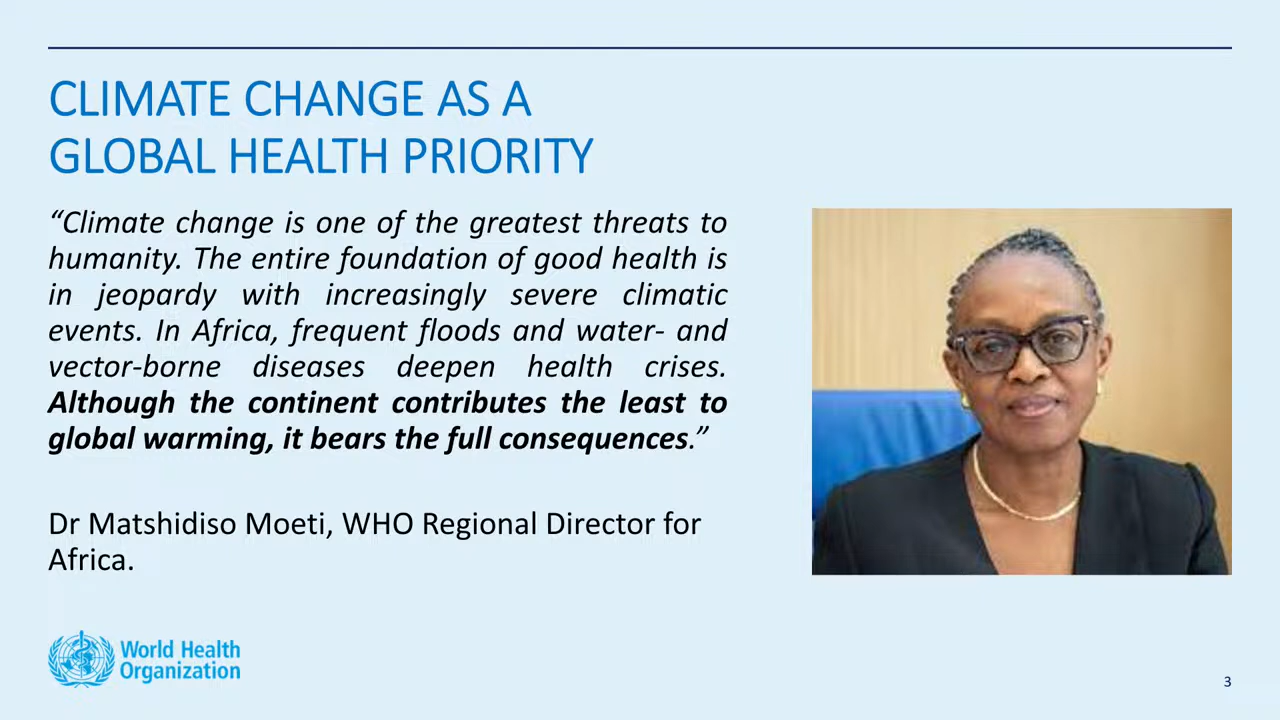 CLIMATE CHANGE AS A
GLOBAL HEALTH PRIORITY
“Climate change is one of the greatest threats to
humanity. The entire foundation of good health is
in jeopardy with increasingly severe climatic
events. In Africa, frequent floods and water- and
vector-borne diseases deepen health crises.
Although the continent contributes the least to
global warming, it bears the full consequences.”
Dr Matshidiso Moeti, WHO Regional Director for
Africa.
World Health
Organization
3